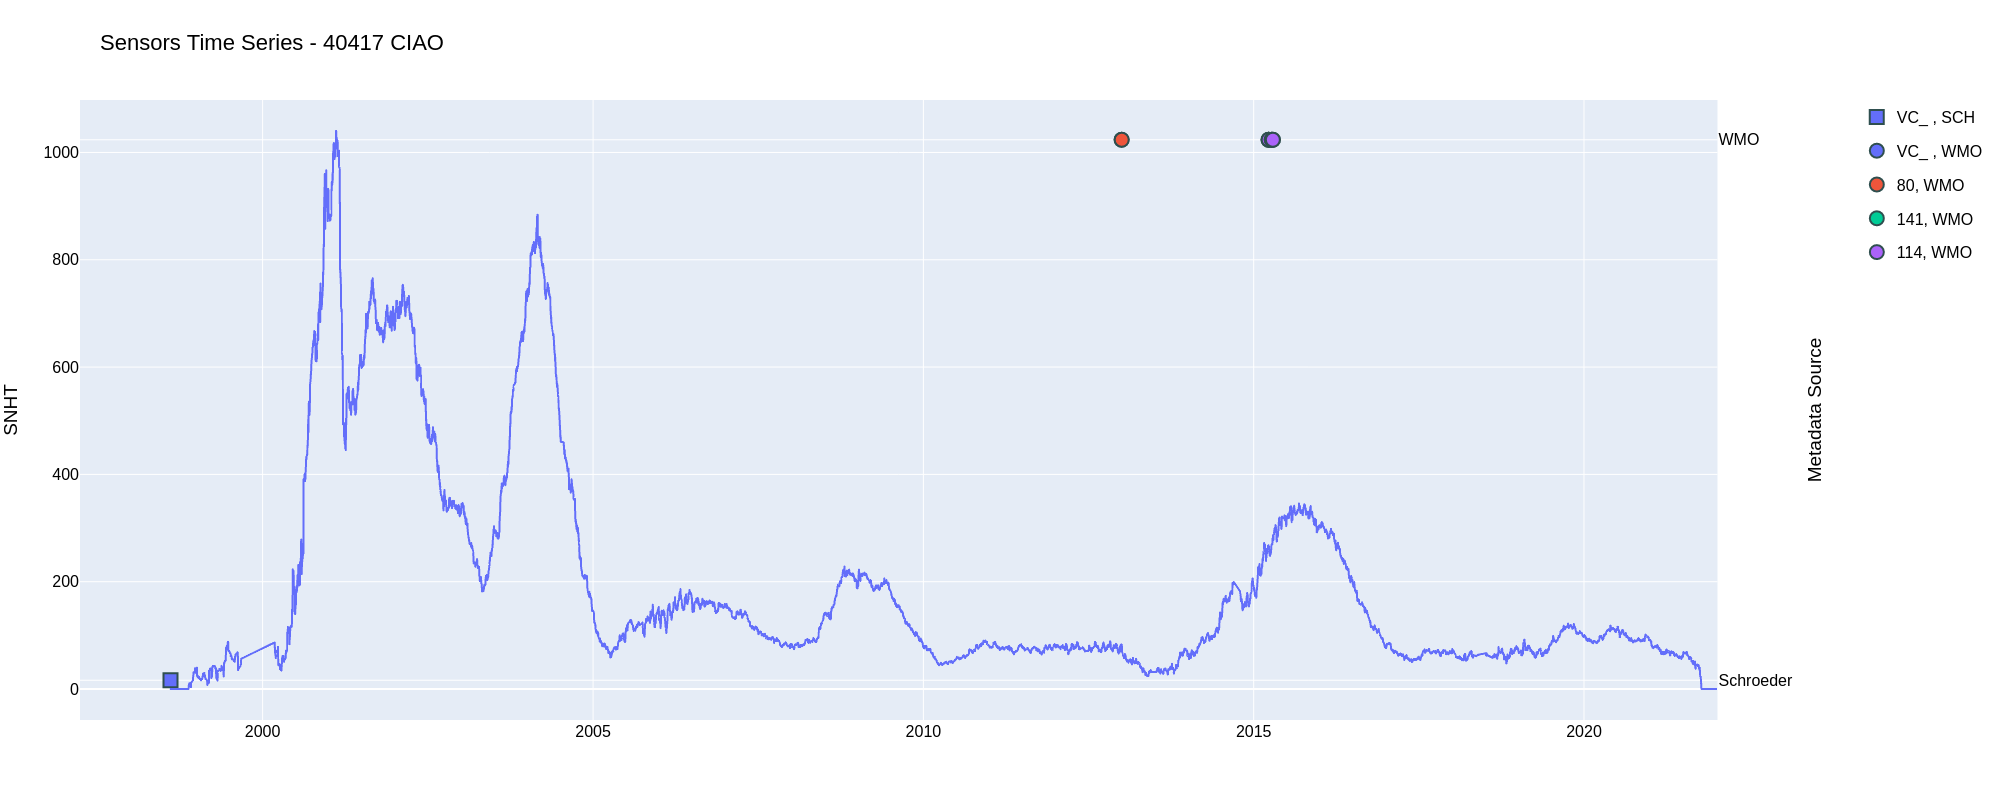 Sensors Time Series - 40417 CIAO
VC_ , SCH
VC_ , WMO
80, WMO
141, WMO
114, WMO
WMO
Schroeder
Metadata Source
SNHT
1000
800
600
400
200
0
2000
2005
2010
2015
2020